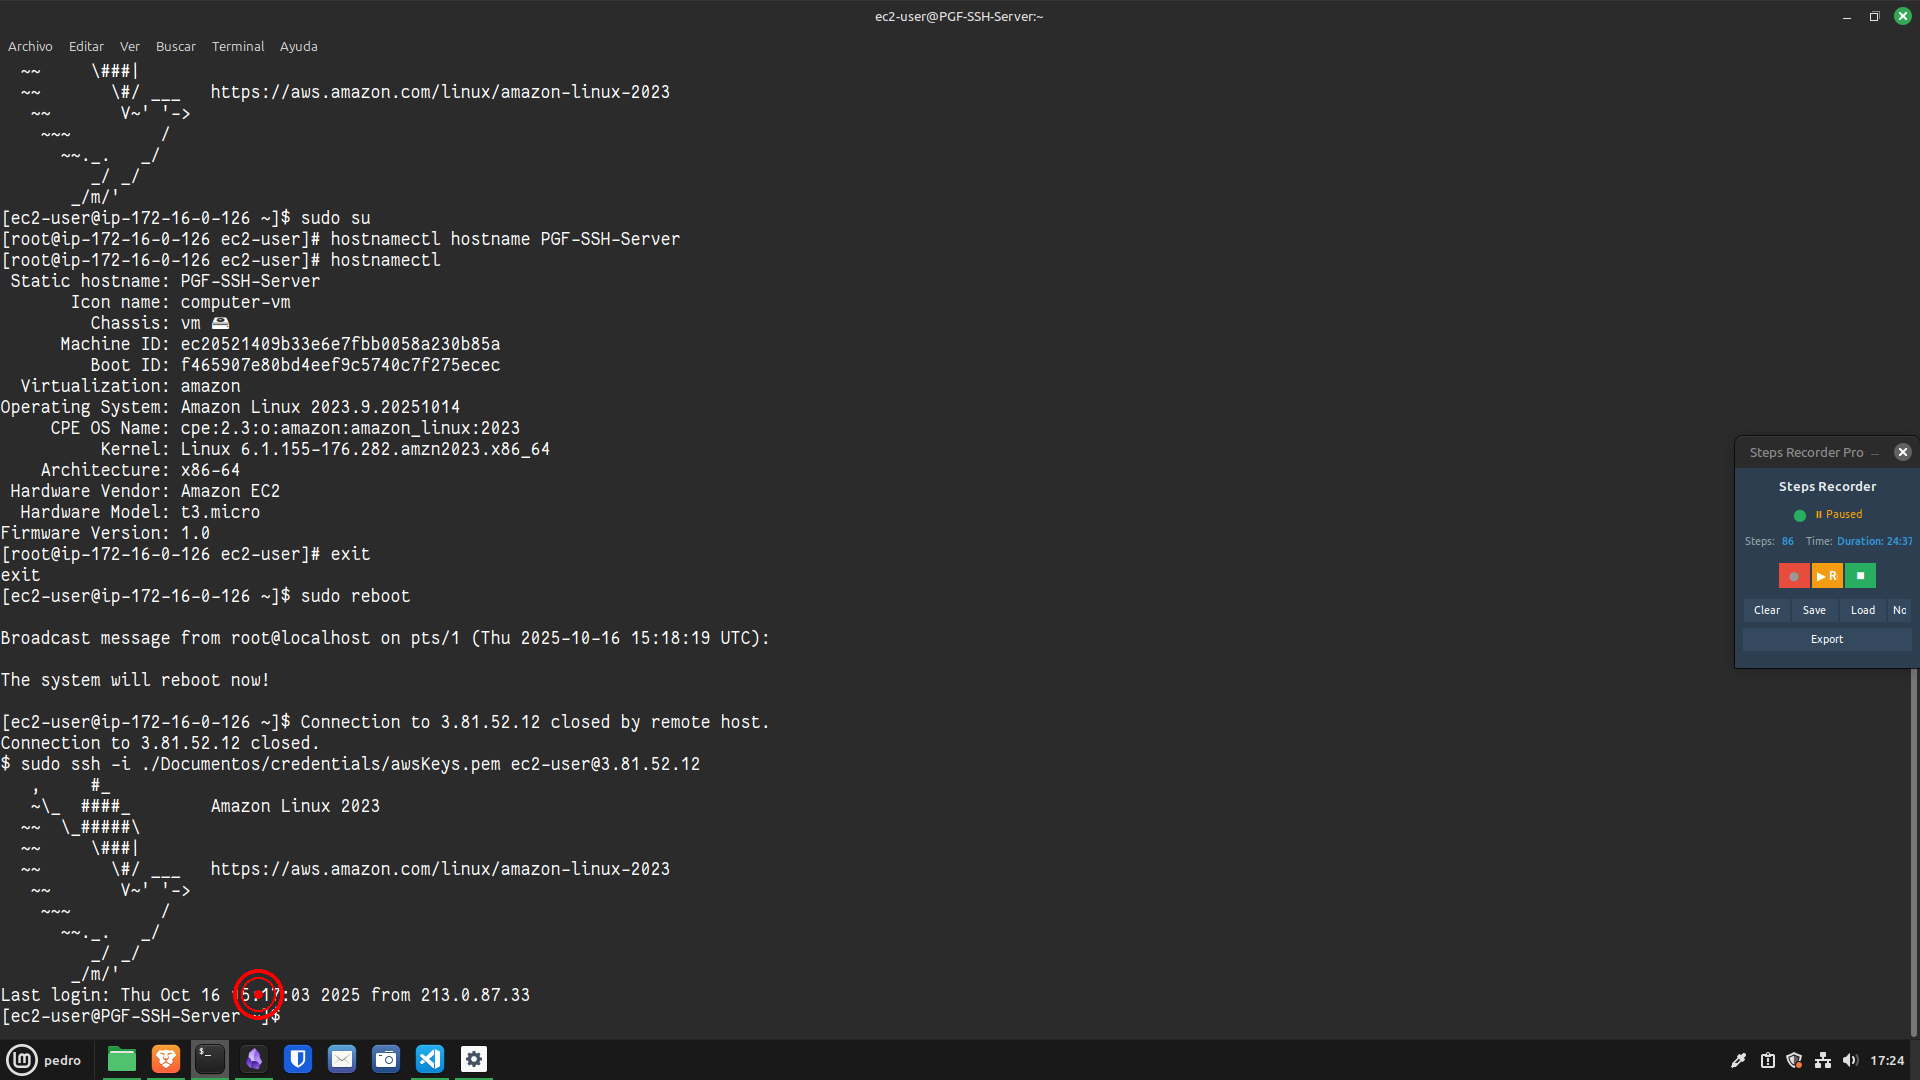 ec2-user@PGF-SSH-Server:~
Archivo Editar Ver Buscar Terminal Ayuda
   ~~     \###|
   ~~       \#/ ___   https://aws.amazon.com/linux/amazon-linux-2023
    ~~       V~' '->
     ~~~         /
       ~~._.   _/
          _/ _/
        _/m/'
[ec2-user@ip-172-16-0-126 ~]$ sudo su
[root@ip-172-16-0-126 ec2-user]# hostnamectl hostname PGF-SSH-Server
[root@ip-172-16-0-126 ec2-user]# hostnamectl
 Static hostname: PGF-SSH-Server
       Icon name: computer-vm
         Chassis: vm 🖴
      Machine ID: ec20521409b33e6e7fbb0058a230b85a
         Boot ID: f465907e80bd4eef9c5740c7f275ecec
  Virtualization: amazon
Operating System: Amazon Linux 2023.9.20251014
     CPE OS Name: cpe:2.3:o:amazon:amazon_linux:2023
          Kernel: Linux 6.1.155-176.282.amzn2023.x86_64
    Architecture: x86-64
 Hardware Vendor: Amazon EC2
  Hardware Model: t3.micro
Firmware Version: 1.0
[root@ip-172-16-0-126 ec2-user]# exit
exit
[ec2-user@ip-172-16-0-126 ~]$ sudo reboot
Broadcast message from root@localhost on pts/1 (Thu 2025-10-16 15:18:19 UTC):
The system will reboot now!
[ec2-user@ip-172-16-0-126 ~]$ Connection to 3.81.52.12 closed by remote host.
Connection to 3.81.52.12 closed.
$ sudo ssh -i ./Documentos/credentials/awsKeys.pem ec2-user@3.81.52.12
   ,     #_
   ~\_  ####_        Amazon Linux 2023
  ~~  \_#####\
  ~~     \###|
  ~~       \#/ ___   https://aws.amazon.com/linux/amazon-linux-2023
   ~~       V~' '->
    ~~~         /
      ~~._.   _/
         _/ _/
       _/m/'
Last login: Thu Oct 16 15:17:03 2025 from 213.0.87.33
[ec2-user@PGF-SSH-Server ~]$
Steps Recorder Pro
Steps Recorder
Paused
Steps: 86 Time: Duration: 24:37
▶ R
Clear Save Load No
Export
pedro
17:24